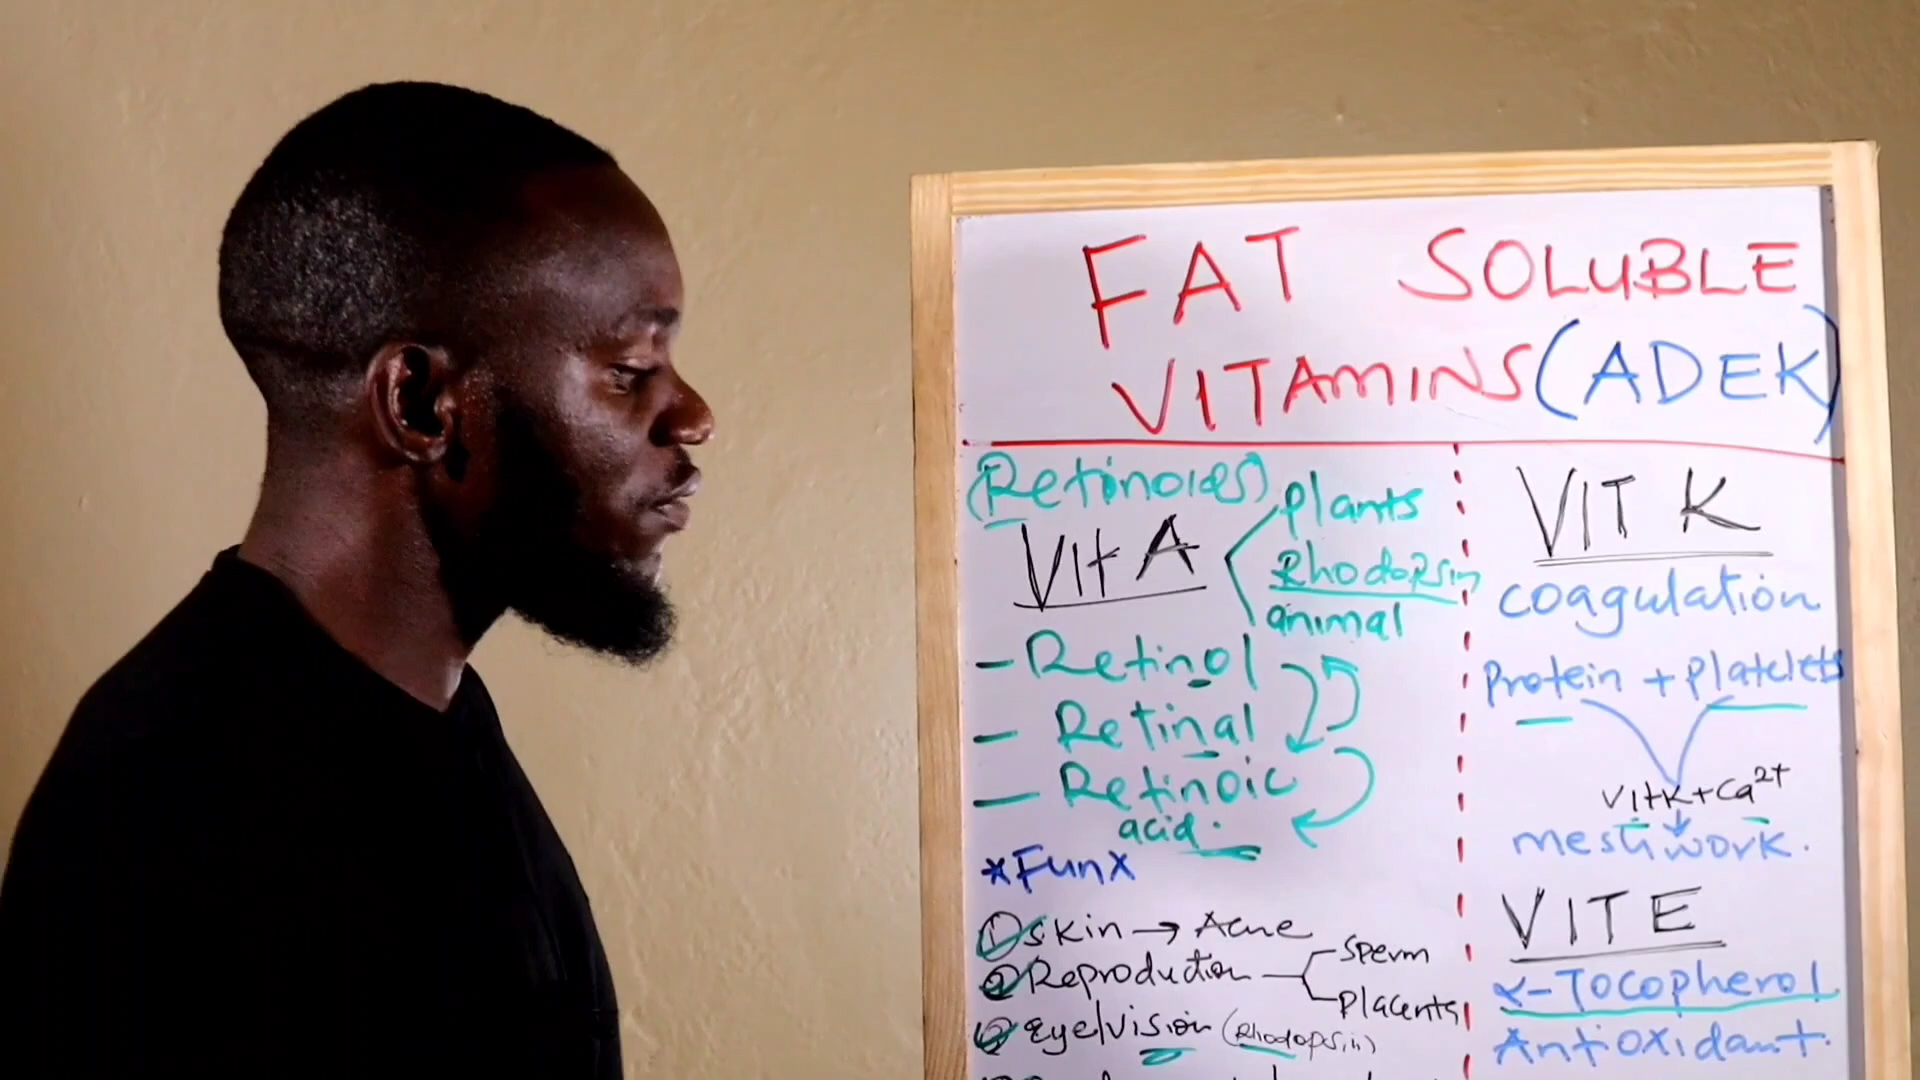 FAT SOLUBLE
VITAMINS (ADEK)
(Retinoids)
Vit A
plants
Rhodopsin
animal
- Retinol
- Retinal
- Retinoic
acid.
*Funx
① skin → Acne
② Reproduction
sperm
placenta
③ eye/vision (Rhodopsin)
VIT K
coagulation
Protein + platelets
Vitk + Ca2+
meshwork.
VIT E
α-Tocopherol
Antioxidant.